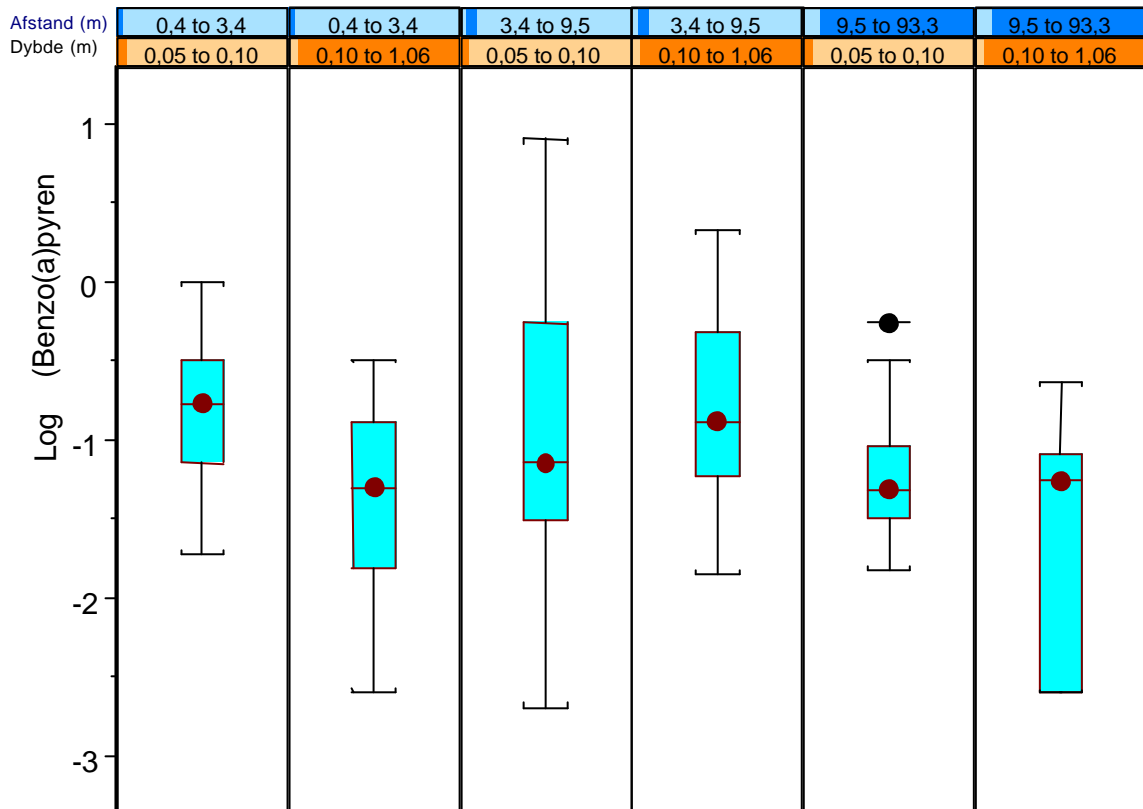 Afstand (m) 0,4 to 3,4 0,4 to 3,4 3,4 to 9,5 3,4 to 9,5 9,5 to 93,3 9,5 to 93,3
Dybde (m) 0,05 to 0,10 0,10 to 1,06 0,05 to 0,10 0,10 to 1,06 0,05 to 0,10 0,10 to 1,06
Log (Benzo(a)pyren
1
0
-1
-2
-3